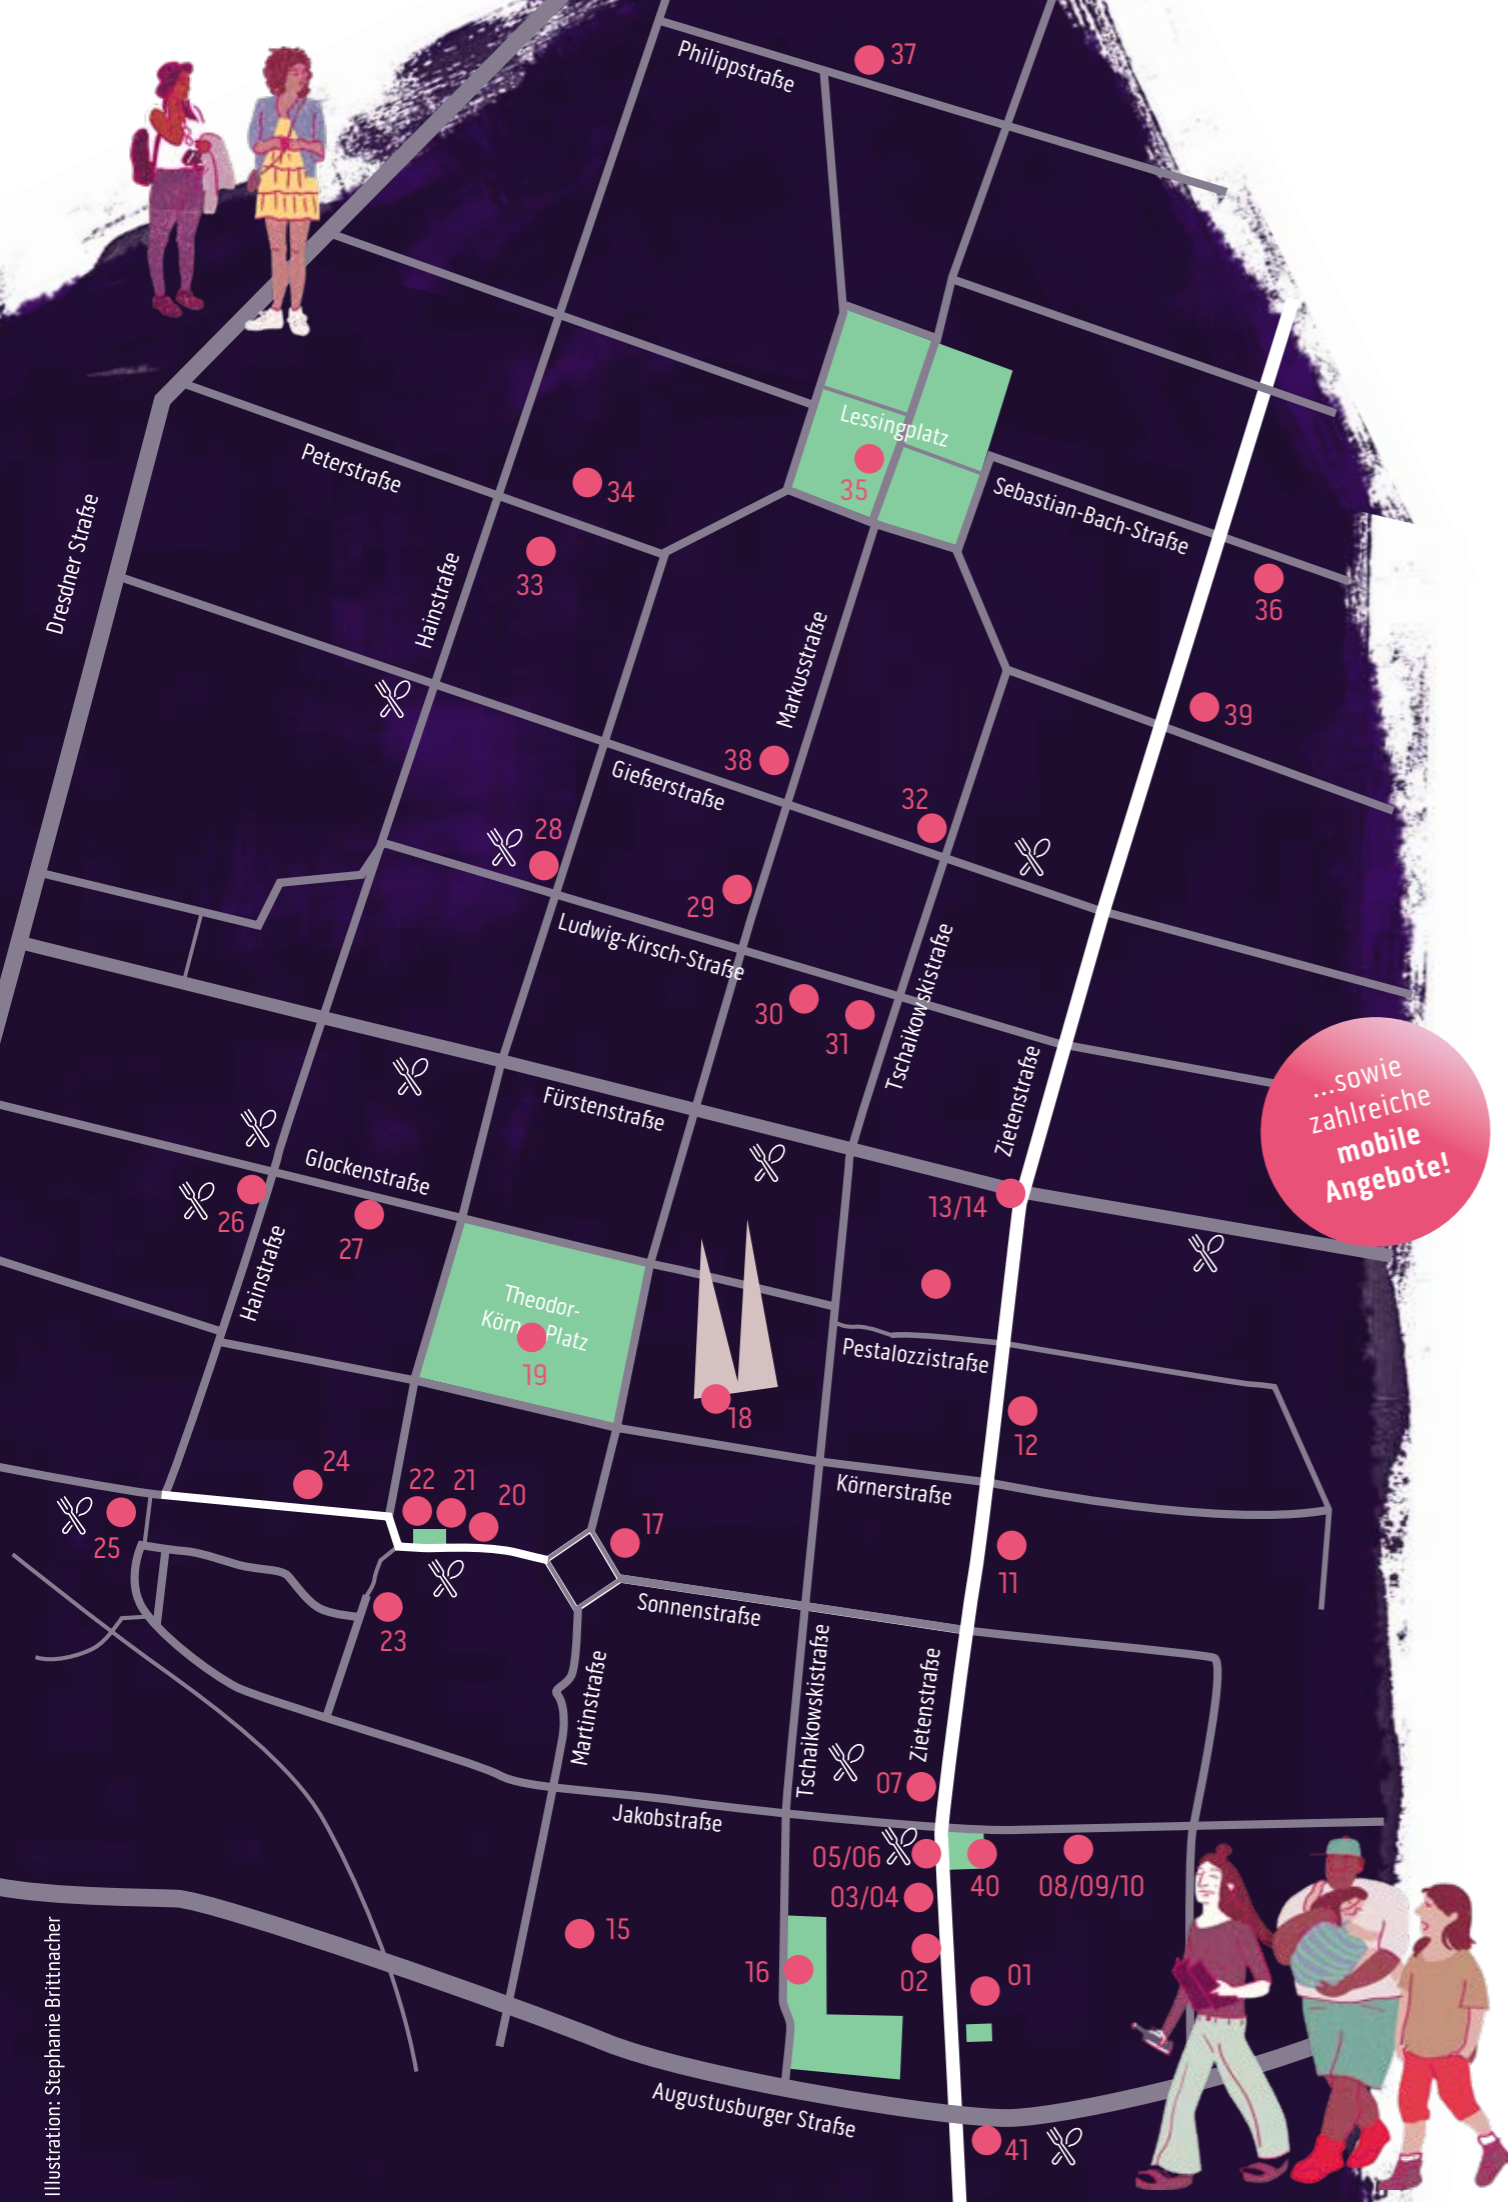 37
Philippstraße
Lessingplatz
35
Peterstraße
34
33
Sebastian-Bach-Straße
36
Dresdner Straße
Hainstraße
Markusstraße
39
38
Gießerstraße
32
28
29
Ludwig-Kirsch-Straße
30
31
Tschaikowskistraße
Zietenstraße
...sowie
zahlreiche
mobile
Angebote!
Fürstenstraße
Glockenstraße
26
27
13/14
Hainstraße
Theodor-
Körn Platz
19
18
Pestalozzistraße
12
Körnerstraße
24
22
21
20
17
25
11
23
Sonnenstraße
Martinstraße
Tschaikowskistraße
Zietenstraße
07
Jakobstraße
05/06
40
08/09/10
03/04
15
16
02
01
Augustusburger Straße
41
Illustration: Stephanie Brittnacher